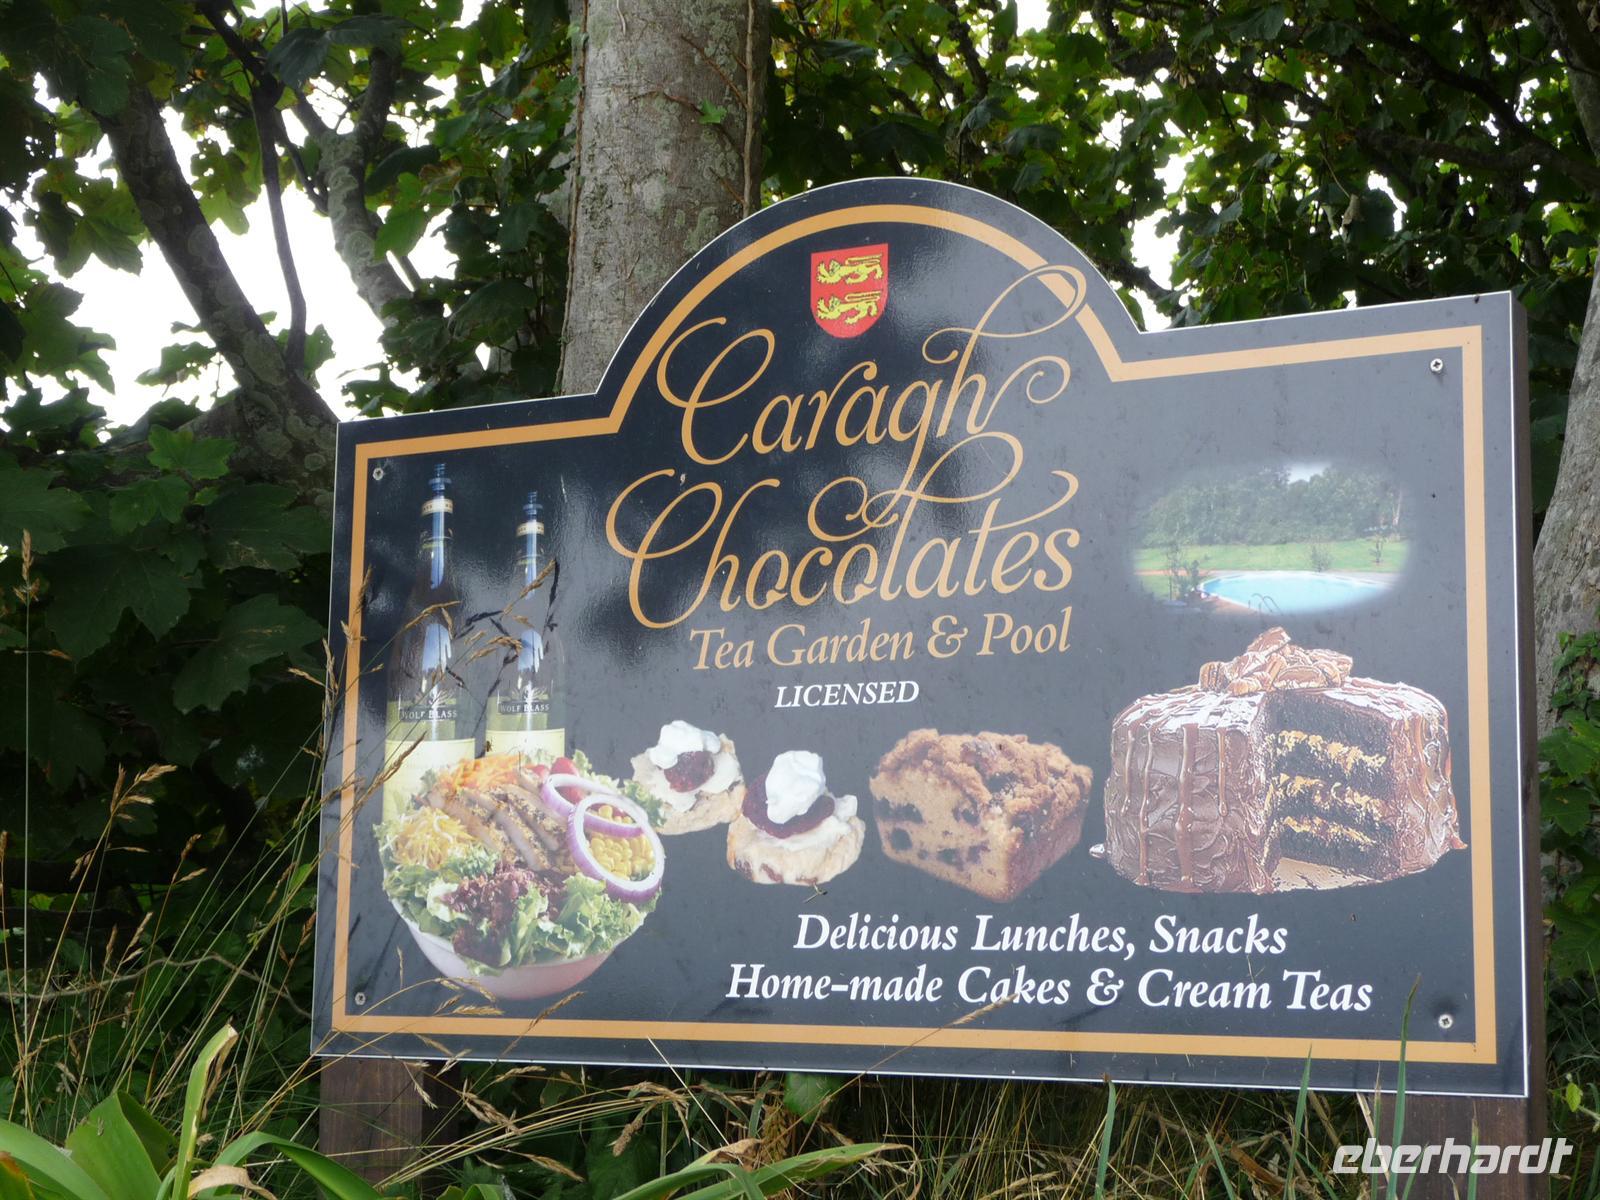 Caragh
Chocolates
Tea Garden & Pool
LICENSED
WOLF BLASS
WOLF BLASS
Delicious Lunches, Snacks
Home-made Cakes & Cream Teas
eberhardt